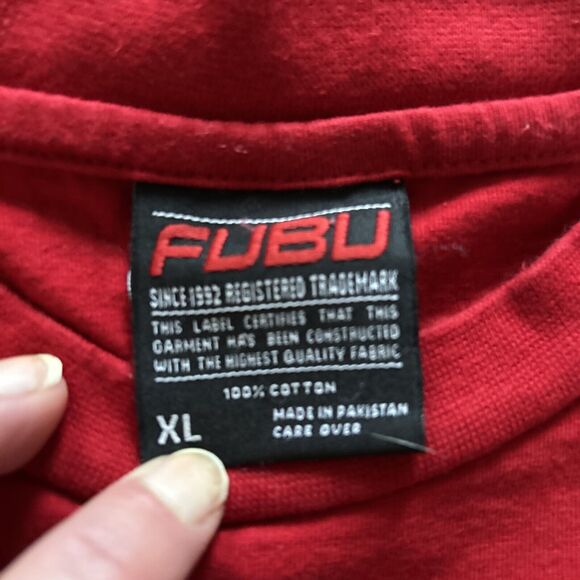 FUBU
SINCE 1992 REGISTERED TRADEMARK
THIS LABEL CERTIFIES THAT THIS
GARMENT HAS BEEN CONSTRUCTED
WITH THE HIGHEST QUALITY FABRIC
100% COTTON
XL
MADE IN PAKISTAN
CARE OVER